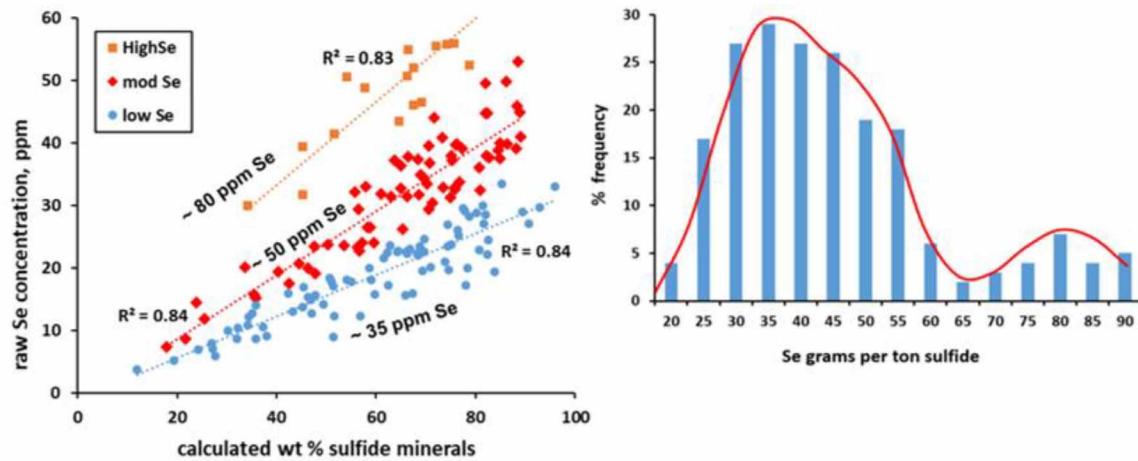 60
50
40
30
20
10
0
raw Se concentration, ppm
HighSe
mod Se
low Se
R² = 0.83
~ 80 ppm Se
~ 50 ppm Se
R² = 0.84
R² = 0.84
~ 35 ppm Se
0 20 40 60 80 100
calculated wt % sulfide minerals
30
25
20
15
10
5
0
% frequency
20 25 30 35 40 45 50 55 60 65 70 75 80 85 90
Se grams per ton sulfide